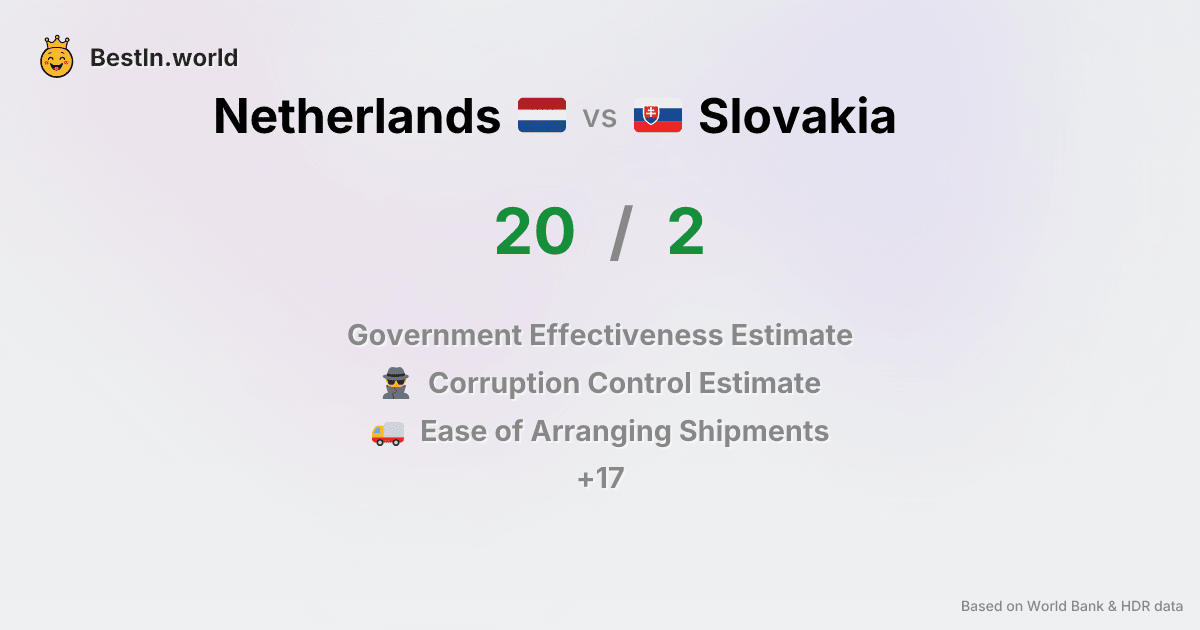 BestIn.world
Netherlands vs Slovakia
20 / 2
Government Effectiveness Estimate
Corruption Control Estimate
Ease of Arranging Shipments
+17
Based on World Bank & HDR data